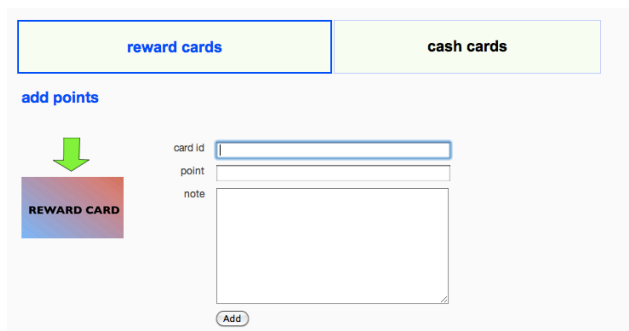 reward cards
cash cards
add points
card id
point
REWARD CARD
note
Add